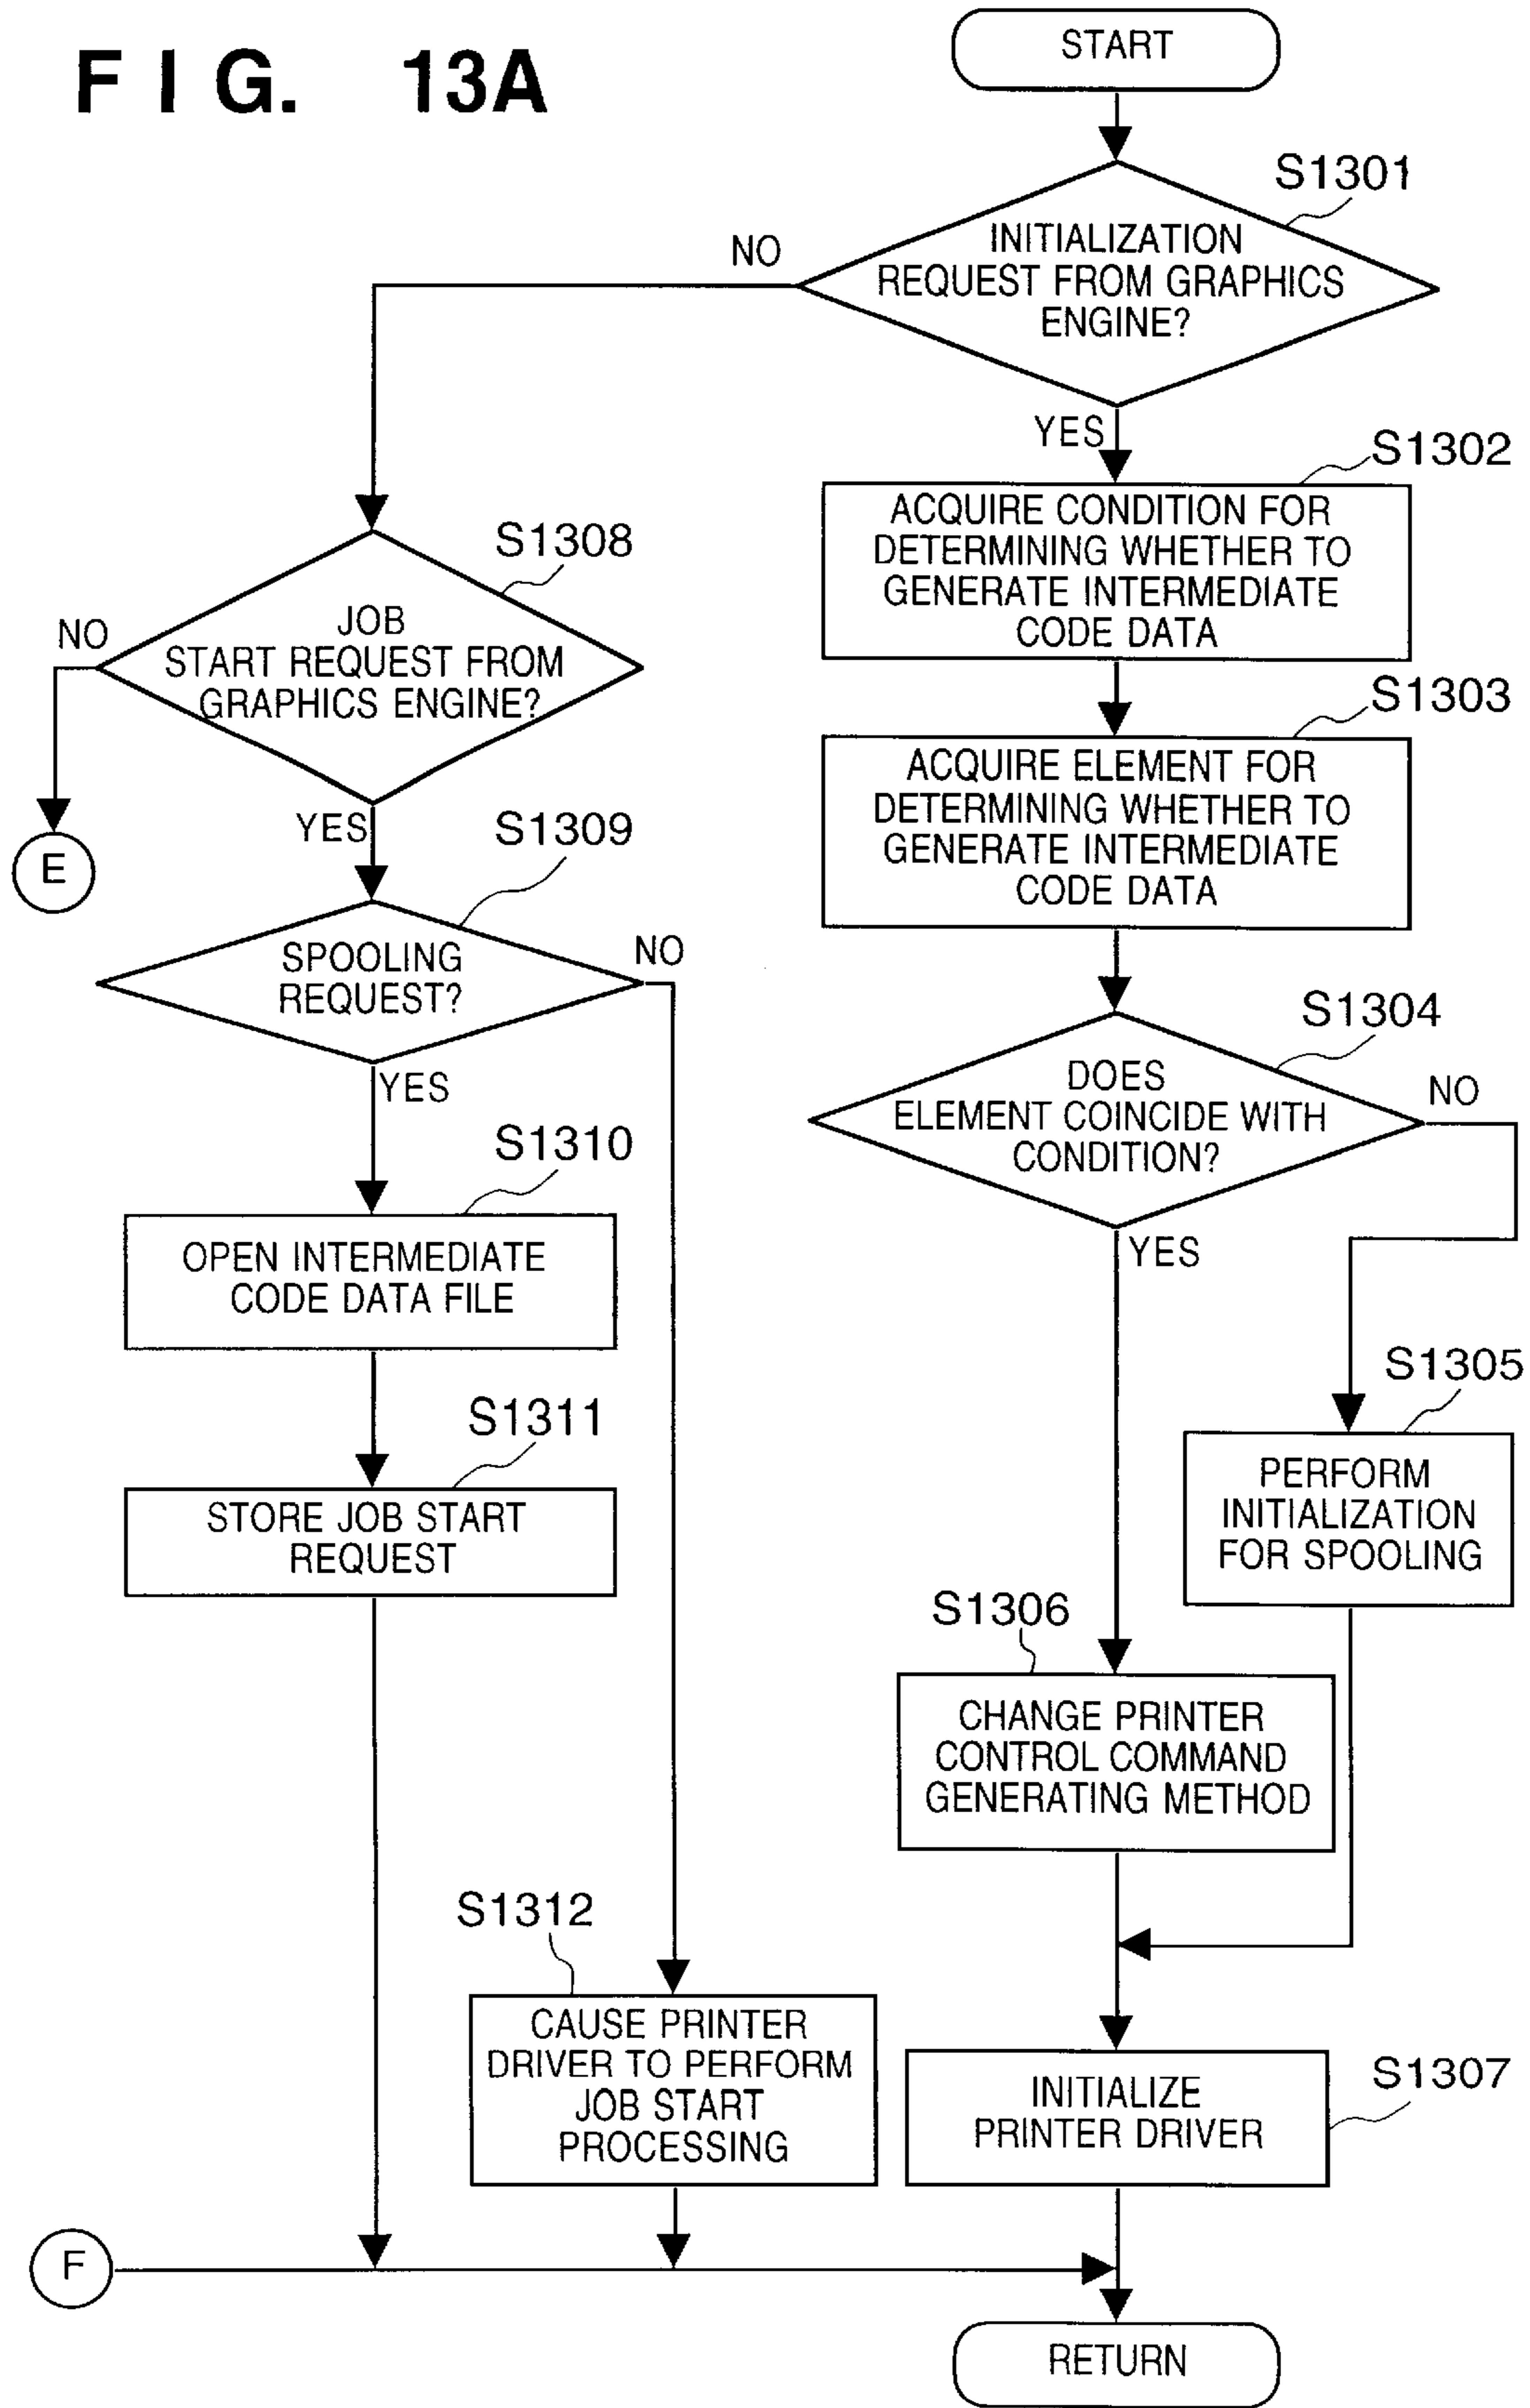 FIG. 13A
START
S1301
INITIALIZATION
REQUEST FROM GRAPHICS
ENGINE?
NO
YES
S1302
ACQUIRE CONDITION FOR
DETERMINING WHETHER TO
GENERATE INTERMEDIATE
CODE DATA
S1303
ACQUIRE ELEMENT FOR
DETERMINING WHETHER TO
GENERATE INTERMEDIATE
CODE DATA
S1304
DOES
ELEMENT COINCIDE WITH
CONDITION?
NO
YES
S1305
PERFORM
INITIALIZATION
FOR SPOOLING
S1306
CHANGE PRINTER
CONTROL COMMAND
GENERATING METHOD
S1307
INITIALIZE
PRINTER DRIVER
S1308
JOB
START REQUEST FROM
GRAPHICS ENGINE?
NO
E
YES
S1309
SPOOLING
REQUEST?
NO
YES
S1310
OPEN INTERMEDIATE
CODE DATA FILE
S1311
STORE JOB START
REQUEST
S1312
CAUSE PRINTER
DRIVER TO PERFORM
JOB START
PROCESSING
F
RETURN